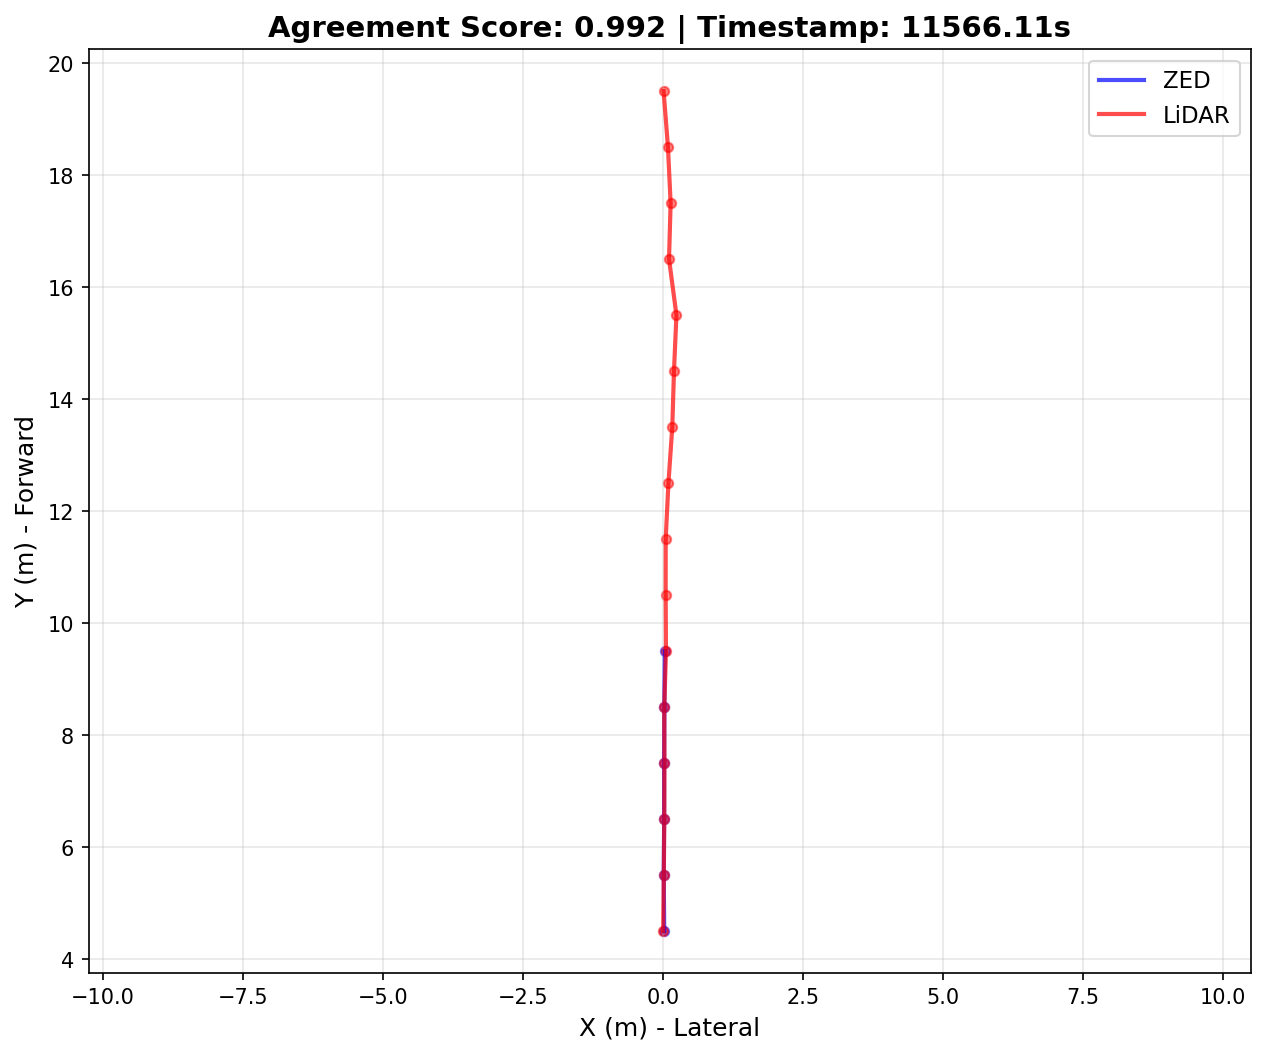 Agreement Score: 0.992 | Timestamp: 11566.11s
ZED
LiDAR
20
18
16
14
12
10
8
6
4
Y (m) - Forward
−10.0 −7.5 −5.0 −2.5 0.0 2.5 5.0 7.5 10.0
X (m) - Lateral